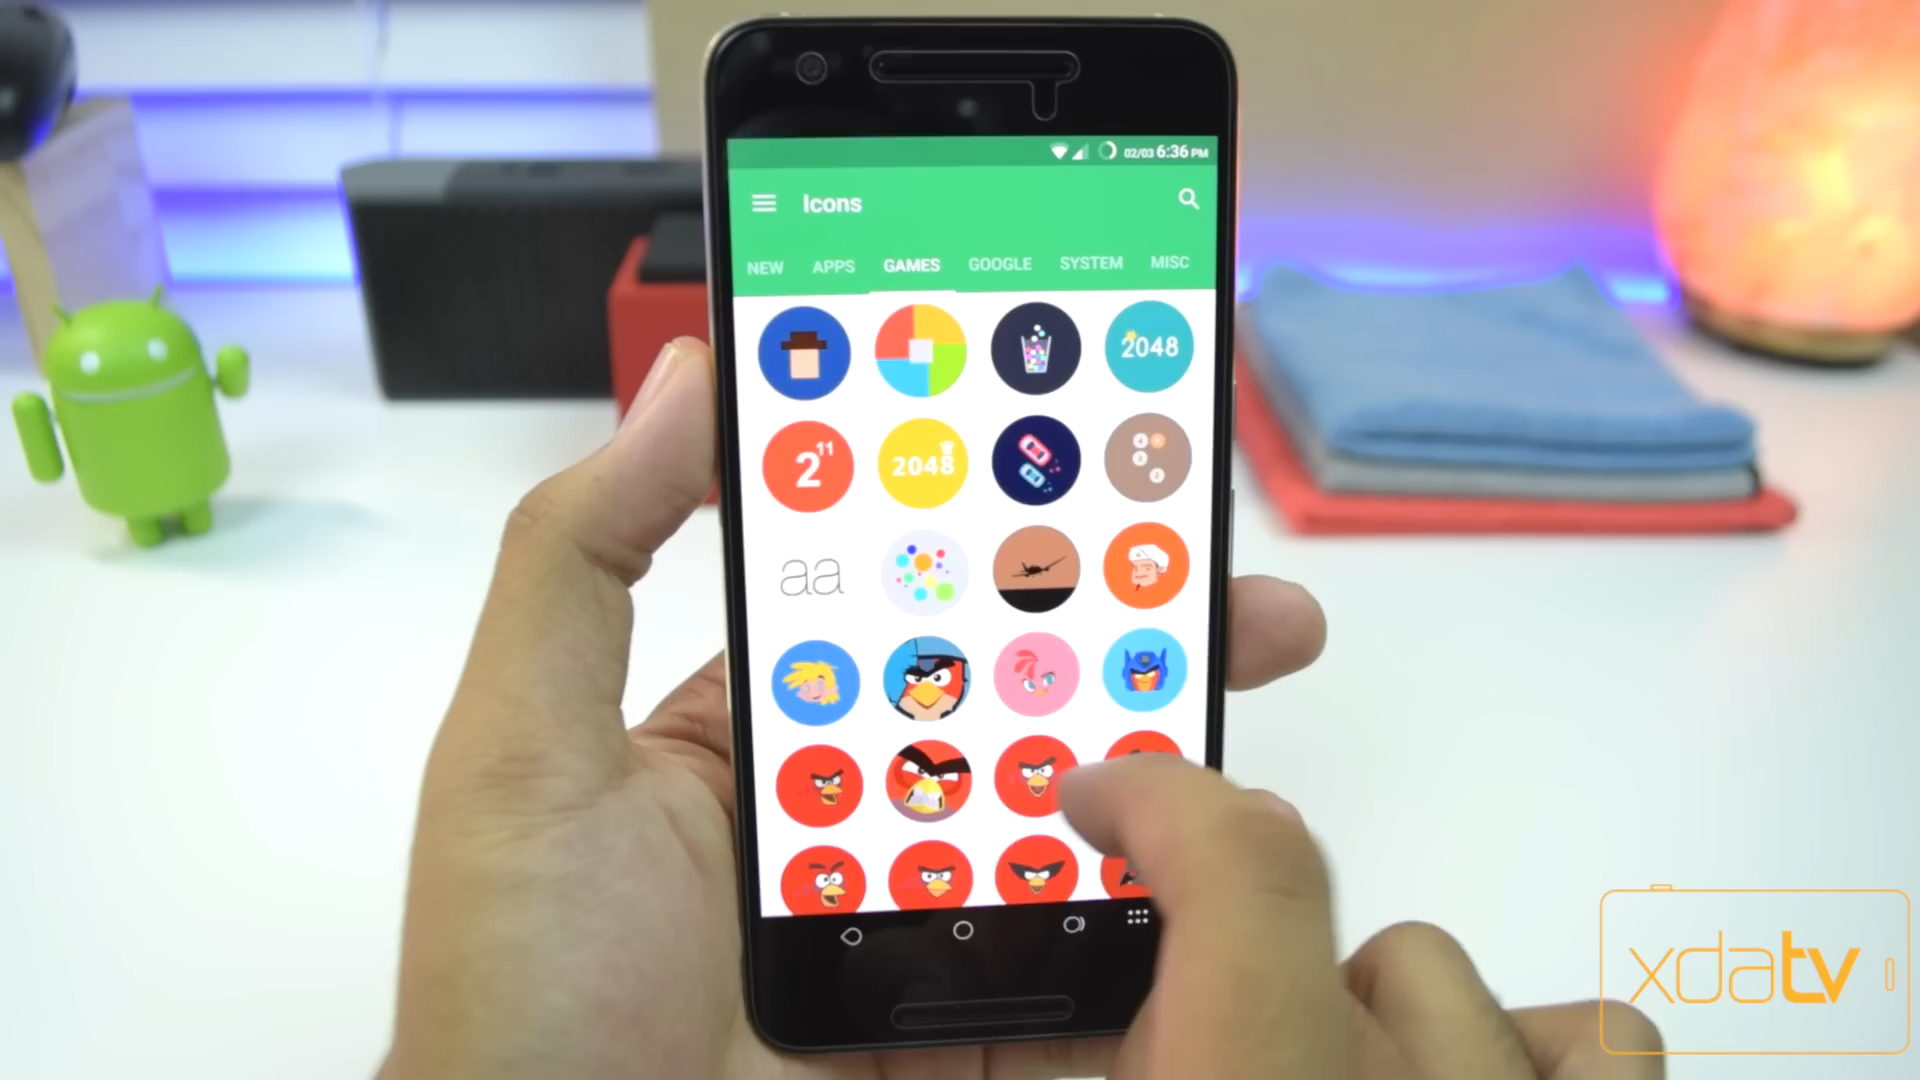 02/03 6:36 PM
Icons
NEW APPS GAMES GOOGLE SYSTEM MISC
2048
2 11
2048
aa
xdatv